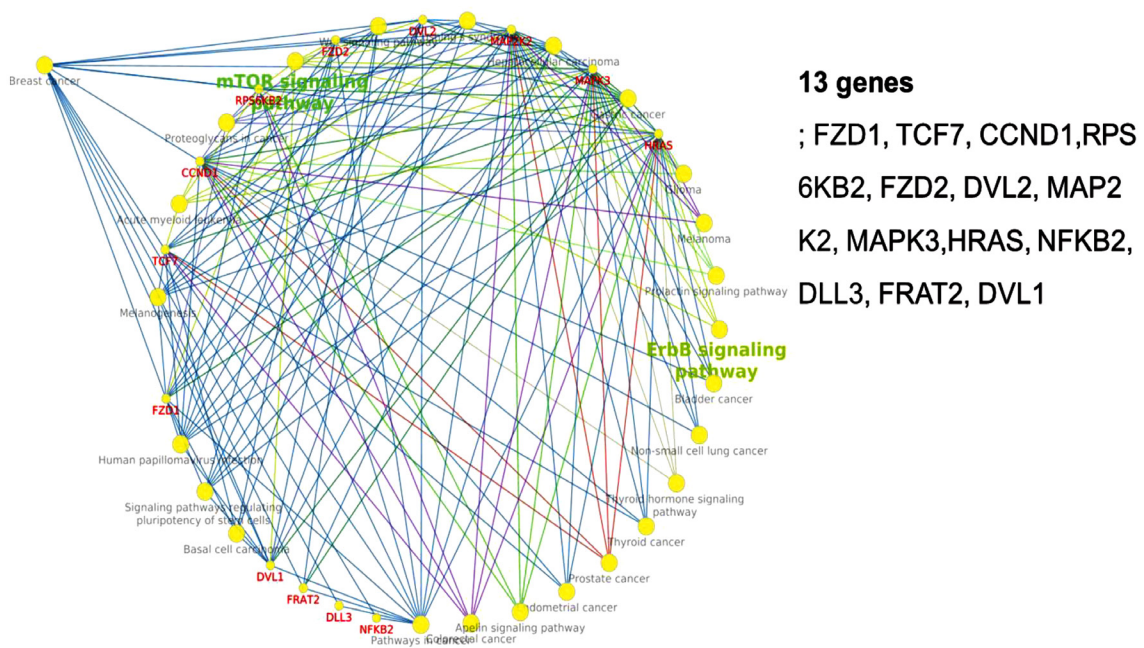 DVL2
Breast cancer
FZD2
MAP2K2
Hepatocellular carcinoma
mTOR signaling
pathway
MAPK3
RPS6KB2
Gastric cancer
Proteoglycans in cancer
HRAS
CCND1
Glioma
Acute myeloid leukemia
Melanoma
TCF7
Prolactin signaling pathway
Melanogenesis
ErbB signaling
pathway
Bladder cancer
FZD1
Non-small cell lung cancer
Human papillomavirus infection
Thyroid hormone signaling
pathway
Signaling pathways regulating
pluripotency of stem cells
Thyroid cancer
Basal cell carcinoma
DVL1
Prostate cancer
FRAT2
Endometrial cancer
DLL3
NFKB2
Apelin signaling pathway
Pathways in cancer
Colorectal cancer
13 genes
; FZD1, TCF7, CCND1,RPS
6KB2, FZD2, DVL2, MAP2
K2, MAPK3,HRAS, NFKB2,
DLL3, FRAT2, DVL1